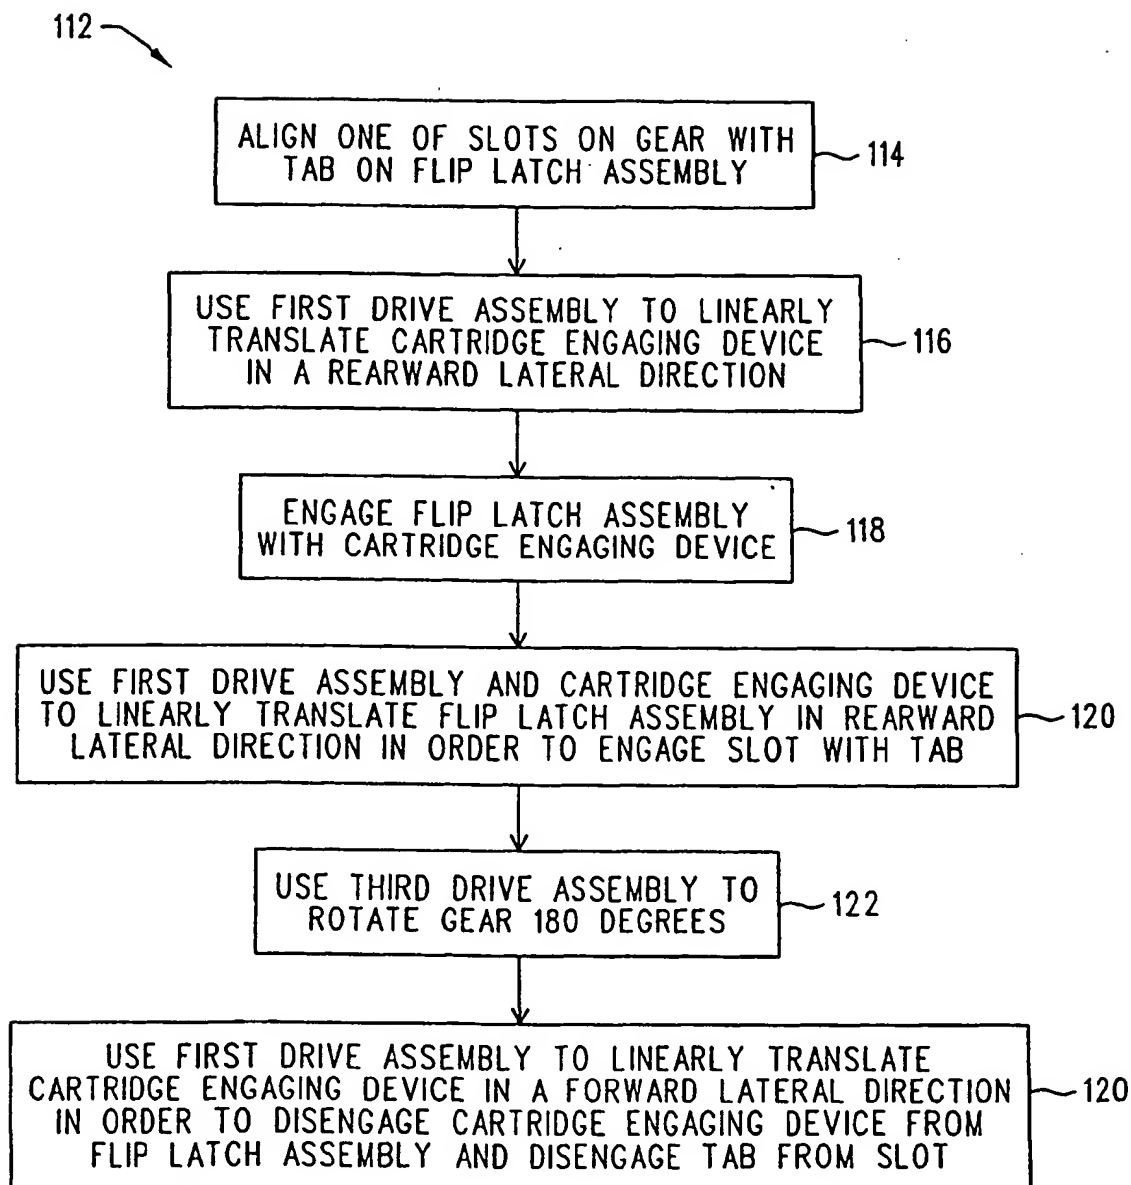 112
ALIGN ONE OF SLOTS ON GEAR WITH
TAB ON FLIP LATCH ASSEMBLY
114
USE FIRST DRIVE ASSEMBLY TO LINEARLY
TRANSLATE CARTRIDGE ENGAGING DEVICE
IN A REARWARD LATERAL DIRECTION
116
ENGAGE FLIP LATCH ASSEMBLY
WITH CARTRIDGE ENGAGING DEVICE
118
USE FIRST DRIVE ASSEMBLY AND CARTRIDGE ENGAGING DEVICE
TO LINEARLY TRANSLATE FLIP LATCH ASSEMBLY IN REARWARD
LATERAL DIRECTION IN ORDER TO ENGAGE SLOT WITH TAB
120
USE THIRD DRIVE ASSEMBLY TO
ROTATE GEAR 180 DEGREES
122
USE FIRST DRIVE ASSEMBLY TO LINEARLY TRANSLATE
CARTRIDGE ENGAGING DEVICE IN A FORWARD LATERAL DIRECTION
IN ORDER TO DISENGAGE CARTRIDGE ENGAGING DEVICE FROM
FLIP LATCH ASSEMBLY AND DISENGAGE TAB FROM SLOT
120